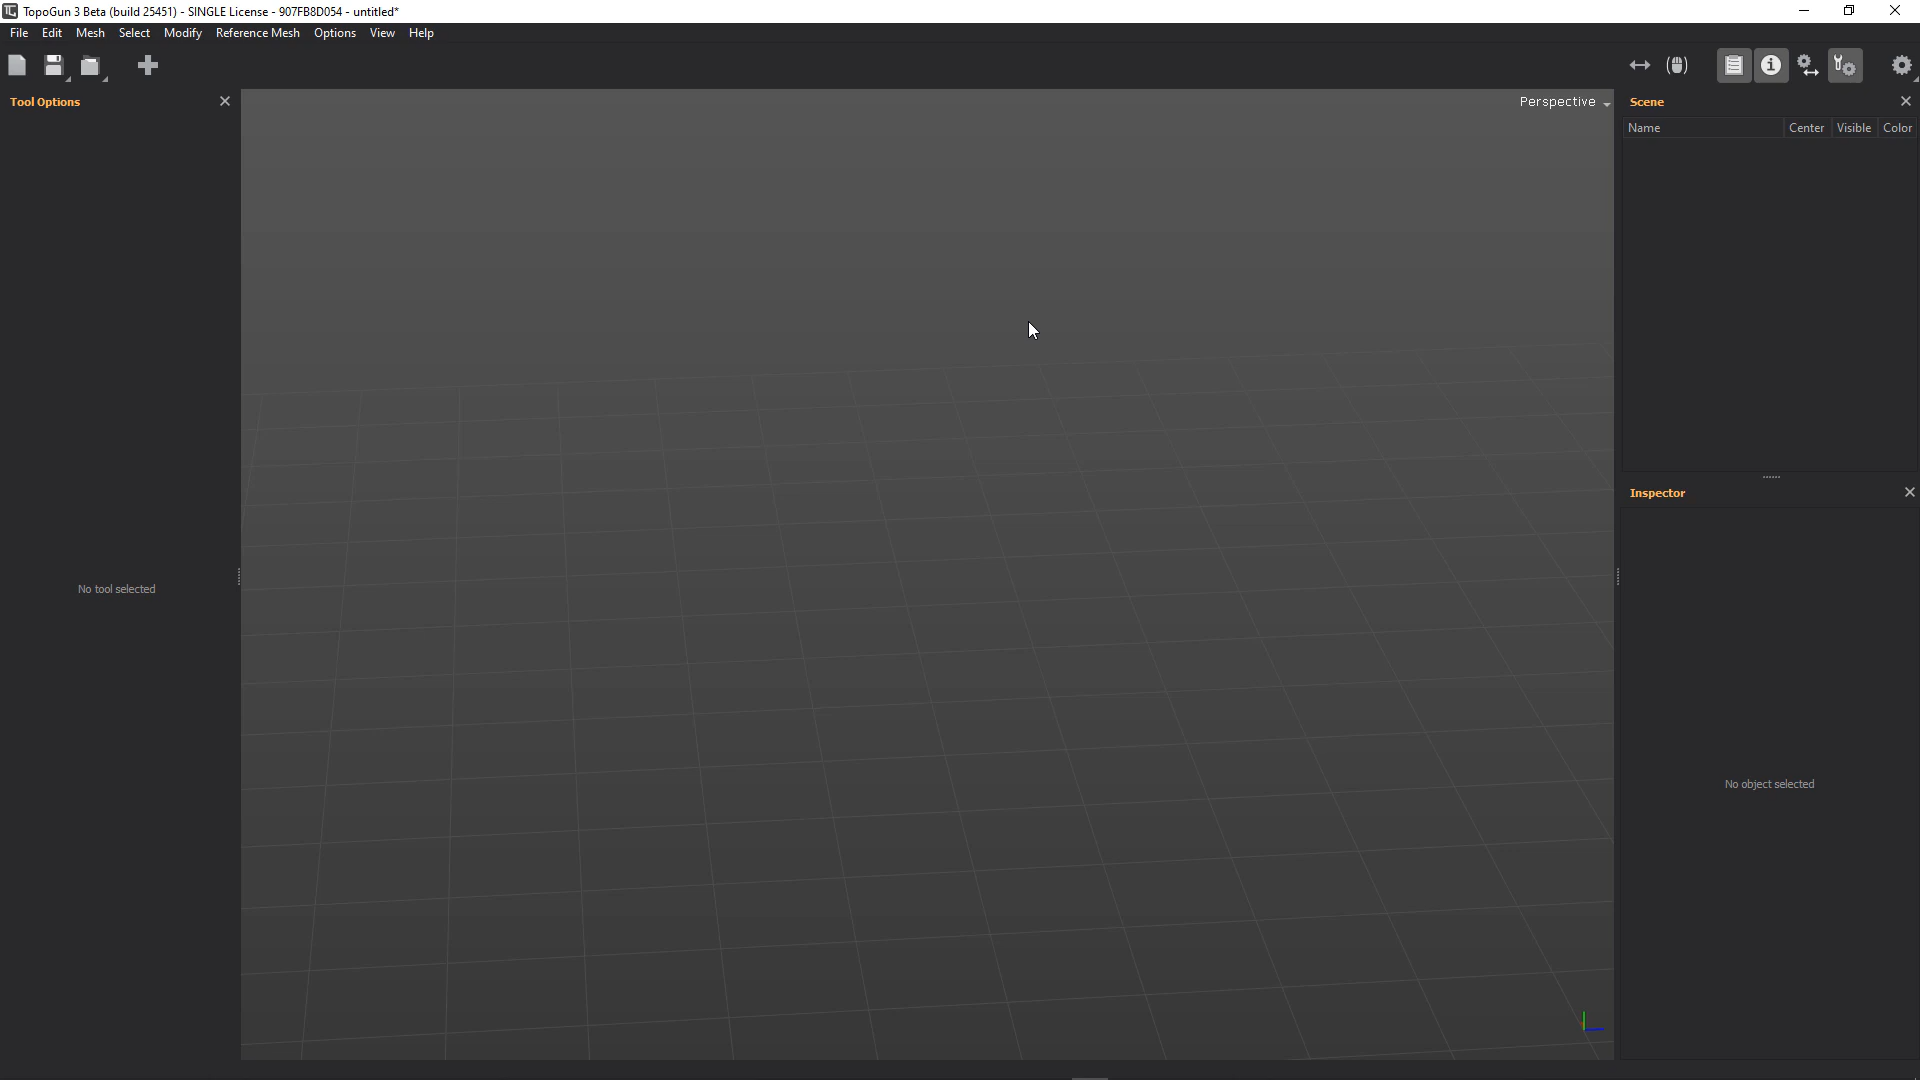 TopoGun 3 Beta (build 25451) - SINGLE License - 907FB8D054 - untitled*
File Edit Mesh Select Modify Reference Mesh Options View Help
Tool Options
Perspective
Scene
Name Center Visible Color
Inspector
No tool selected
No object selected